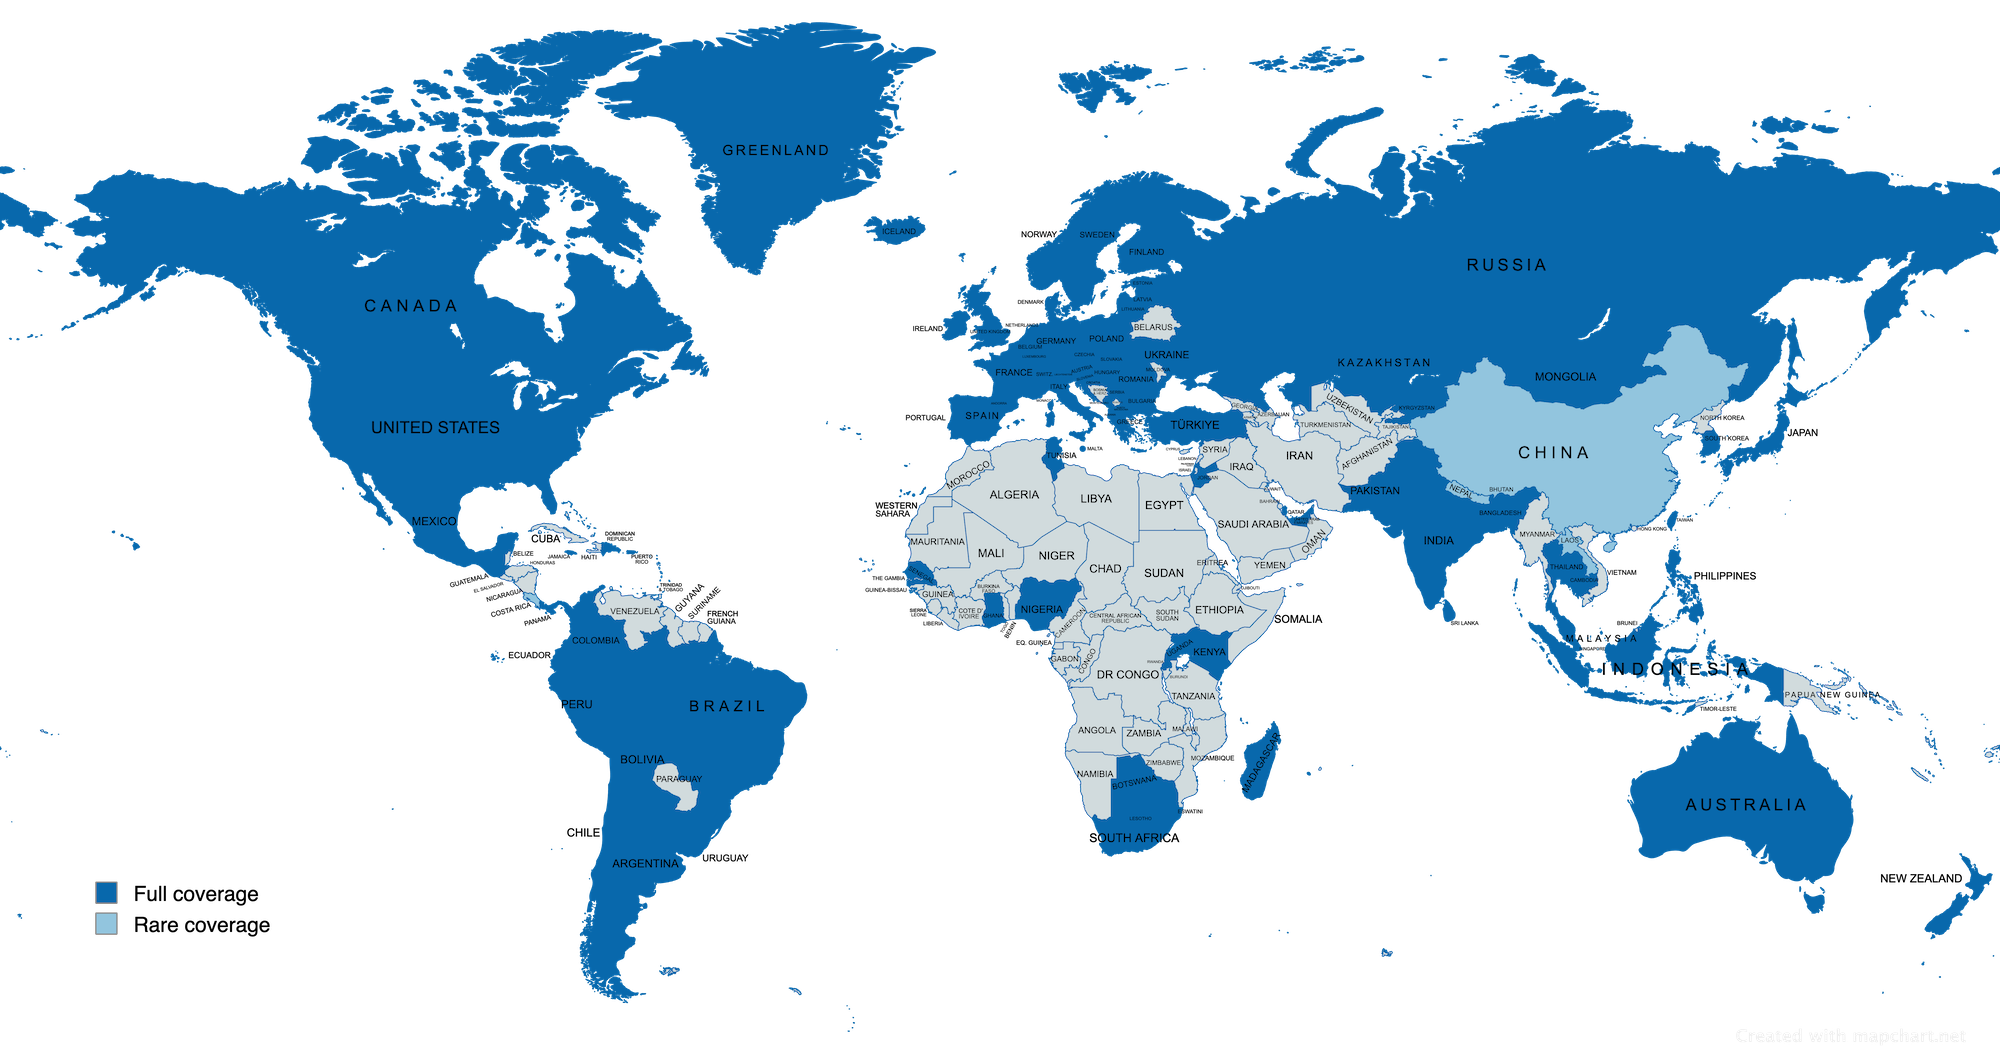 GREENLAND
ICELAND
NORWAY
SWEDEN
FINLAND
RUSSIA
CANADA
ESTONIA
LATVIA
LITHUANIA
DENMARK
IRELAND
UNITED KINGDOM
NETHERLANDS
BELARUS
BELGIUM
GERMANY
POLAND
UKRAINE
CZECHIA
SLOVAKIA
KAZAKHSTAN
MONGOLIA
FRANCE
SWITZ.
AUSTRIA
HUNGARY
MOLDOVA
ROMANIA
ITALY
MONACO
BULGARIA
PORTUGAL
SPAIN
GREECE
TÜRKIYE
GEORGIA
AZERBAIJAN
UZBEKISTAN
KYRGYZSTAN
TURKMENISTAN
TAJIKISTAN
NORTH KOREA
SOUTH KOREA
JAPAN
UNITED STATES
CHINA
MALTA
TUNISIA
CYPRUS
LEBANON
SYRIA
ISRAEL
IRAQ
IRAN
AFGHANISTAN
JORDAN
KUWAIT
MOROCCO
ALGERIA
LIBYA
EGYPT
PAKISTAN
NEPAL
BHUTAN
BANGLADESH
WESTERN
SAHARA
BAHRAIN
QATAR
SAUDI ARABIA
OMAN
MEXICO
CUBA
DOMINICAN
REPUBLIC
TAIWAN
HONG KONG
INDIA
MYANMAR
LAOS
BELIZE
JAMAICA
HAITI
PUERTO
RICO
HONDURAS
MAURITANIA
MALI
NIGER
CHAD
SUDAN
ERITREA
YEMEN
THAILAND
VIETNAM
PHILIPPINES
CAMBODIA
GUATEMALA
EL SALVADOR
NICARAGUA
COSTA RICA
PANAMA
TRINIDAD
& TOBAGO
THE GAMBIA
SENEGAL
GUINEA-BISSAU
GUINEA
BURKINA
FASO
DJIBOUTI
VENEZUELA
GUYANA
SURINAME
FRENCH
GUIANA
SIERRA
LEONE
LIBERIA
COTE D'
IVOIRE
GHANA
TOGO
BENIN
NIGERIA
CAMEROON
CENTRAL AFRICAN
REPUBLIC
SOUTH
SUDAN
ETHIOPIA
SOMALIA
SRI LANKA
BRUNEI
MALAYSIA
SINGAPORE
INDONESIA
COLOMBIA
ECUADOR
EQ. GUINEA
GABON
CONGO
DR CONGO
UGANDA
KENYA
RWANDA
BURUNDI
TANZANIA
PAPUA NEW GUINEA
TIMOR-LESTE
PERU
BRAZIL
ANGOLA
ZAMBIA
MALAWI
MOZAMBIQUE
ZIMBABWE
BOLIVIA
PARAGUAY
NAMIBIA
BOTSWANA
MADAGASCAR
ESWATINI
LESOTHO
SOUTH AFRICA
AUSTRALIA
CHILE
ARGENTINA
URUGUAY
NEW ZEALAND
Full coverage
Rare coverage
Created with mapchart.net